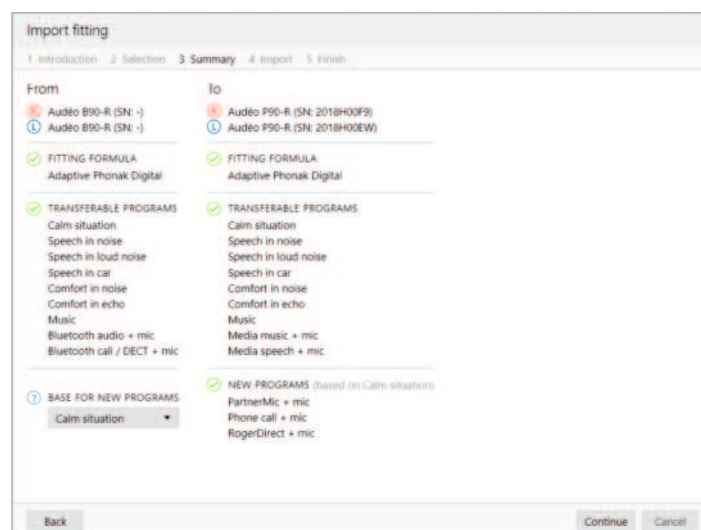 Import fitting
1 Introduction 2 Selection 3 Summary 4 Import 5 Finish
From
R Audéo B90-R (SN: -)
L Audéo B90-R (SN: -)
FITTING FORMULA
Adaptive Phonak Digital
TRANSFERABLE PROGRAMS
Calm situation
Speech in noise
Speech in loud noise
Speech in car
Comfort in noise
Comfort in echo
Music
Bluetooth audio + mic
Bluetooth call / DECT + mic
? BASE FOR NEW PROGRAMS
Calm situation
To
R Audéo P90-R (SN: 2018H00F9)
L Audéo P90-R (SN: 2018H00EW)
FITTING FORMULA
Adaptive Phonak Digital
TRANSFERABLE PROGRAMS
Calm situation
Speech in noise
Speech in loud noise
Speech in car
Comfort in noise
Comfort in echo
Music
Media music + mic
Media speech + mic
NEW PROGRAMS (based on Calm situation)
PartnerMic + mic
Phone call + mic
RogerDirect + mic
Back
Continue Cancel